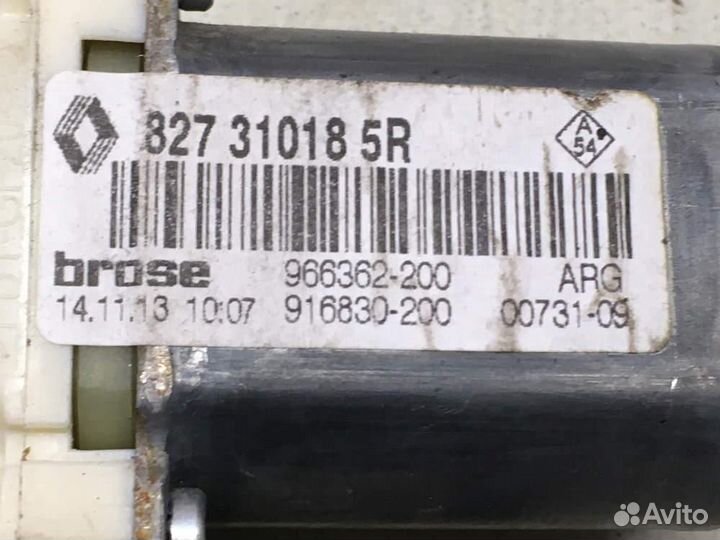 827 31018 5R
A
54
brose 966362-200 ARG
14.11.13 10:07 916830-200 00731-09
Avito